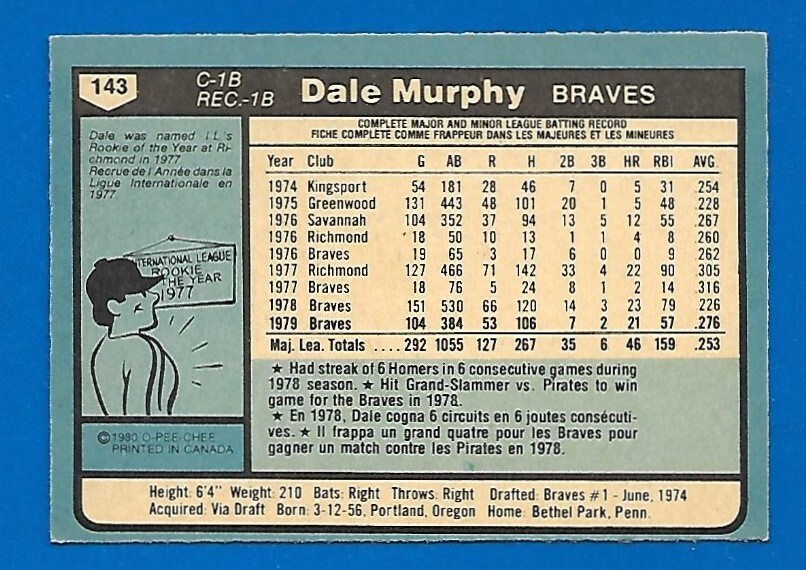 143
C-1B
REC.-1B
Dale Murphy BRAVES
Dale was named I L's
Rookie of the Year at Ri-
chmond in 1977
Recrue de l'Année dans la
Ligue Internationale en
1977
INTERNATIONAL LEAGUE
ROOKIE
THE YEAR
1977
©1980 O-PEE-CHEE
PRINTED IN CANADA
COMPLETE MAJOR AND MINOR LEAGUE BATTING RECORD
FICHE COMPLETE COMME FRAPPEUR DANS LES MAJEURES ET LES MINEURES
Year Club G AB R H 2B 3B HR RBI AVG.
1974 Kingsport 54 181 28 46 7 0 5 31 .254
1975 Greenwood 131 443 48 101 20 1 5 48 .228
1976 Savannah 104 352 37 94 13 5 12 55 .267
1976 Richmond 18 50 10 13 1 1 4 8 .260
1976 Braves 19 65 3 17 6 0 0 9 .262
1977 Richmond 127 466 71 142 33 4 22 90 .305
1977 Braves 18 76 5 24 8 1 2 14 .316
1978 Braves 151 530 66 120 14 3 23 79 .226
1979 Braves 104 384 53 106 7 2 21 57 .276
Maj. Lea. Totals ....292 1055 127 267 35 6 46 159 .253
★ Had streak of 6 Homers in 6 consecutive games during
1978 season. ★ Hit Grand-Slammer vs. Pirates to win
game for the Braves in 1978.
★ En 1978, Dale cogna 6 circuits en 6 joutes consécuti-
ves. ★ Il frappa un grand quatre pour les Braves pour
gagner un match contre les Pirates en 1978.
Height: 6'4" Weight: 210 Bats: Right Throws: Right Drafted: Braves #1 - June, 1974
Acquired: Via Draft Born: 3-12-56, Portland, Oregon Home: Bethel Park, Penn.